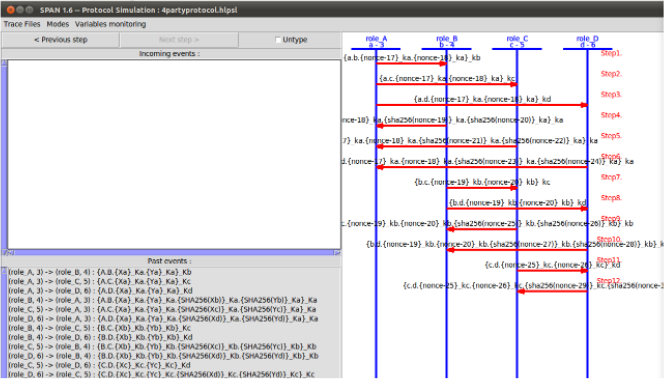 SPAN 1.6 - Protocol Simulation : 4partyprotocol.hlpsl
Trace Files Modes Variables monitoring
< Previous step Next step > Untype
Incoming events :
Past events :
(role_A, 3) -> (role_B, 4) : {A.B.{Xa}_Ka.{Ya}_Ka}_Kb
(role_A, 3) -> (role_C, 5) : {A.C.{Xa}_Ka.{Ya}_Ka}_Kc
(role_A, 3) -> (role_D, 6) : {A.D.{Xa}_Ka.{Ya}_Ka}_Kd
(role_B, 4) -> (role_A, 3) : {A.B.{Xa}_Ka.{Ya}_Ka.{SHA256(Xb)}_Ka.{SHA256(Yb)}_Ka}_Ka
(role_C, 5) -> (role_A, 3) : {A.C.{Xa}_Ka.{Ya}_Ka.{SHA256(Xc)}_Ka.{SHA256(Yc)}_Ka}_Ka
(role_D, 6) -> (role_A, 3) : {A.D.{Xa}_Ka.{Ya}_Ka.{SHA256(Xd)}_Ka.{SHA256(Yd)}_Ka}_Ka
(role_B, 4) -> (role_C, 5) : {B.C.{Xb}_Kb.{Yb}_Kb}_Kc
(role_B, 4) -> (role_D, 6) : {B.D.{Xb}_Kb.{Yb}_Kb}_Kd
(role_C, 5) -> (role_B, 4) : {B.C.{Xb}_Kb.{Yb}_Kb.{SHA256(Xc)}_Kb.{SHA256(Yc)}_Kb}_Kb
(role_D, 6) -> (role_B, 4) : {B.D.{Xb}_Kb.{Yb}_Kb.{SHA256(Xd)}_Kb.{SHA256(Yd)}_Kb}_Kb
(role_C, 5) -> (role_D, 6) : {C.D.{Xc}_Kc.{Yc}_Kc}_Kd
(role_D, 6) -> (role_C, 5) : {C.D.{Xc}_Kc.{Yc}_Kc.{SHA256(Xd)}_Kc.{SHA256(Yd)}_Kc}_Kc
role_A role_B role_C role_D
a - 3 b - 4 c - 5 d - 6
Step1.
{a.b.{nonce-17}_ka.{nonce-18}_ka}_kb
Step2.
{a.c.{nonce-17}_ka.{nonce-18}_ka}_kc
Step3.
{a.d.{nonce-17}_ka.{nonce-18}_ka}_kd
Step4.
nce-18}_ka.{sha256(nonce-19)}_ka.{sha256(nonce-20)}_ka}_ka
Step5.
7}_ka.{nonce-18}_ka.{sha256(nonce-21)}_ka.{sha256(nonce-22)}_ka}_ka
Step6.
d.{nonce-17}_ka.{nonce-18}_ka.{sha256(nonce-23)}_ka.{sha256(nonce-24)}_ka}_ka
Step7.
{b.c.{nonce-19}_kb.{nonce-20}_kb}_kc
Step8.
{b.d.{nonce-19}_kb.{nonce-20}_kb}_kd
Step9.
c.{nonce-19}_kb.{nonce-20}_kb.{sha256(nonce-25)}_kb.{sha256(nonce-26)}_kb}_kb
Step10.
{b.d.{nonce-19}_kb.{nonce-20}_kb.{sha256(nonce-27)}_kb.{sha256(nonce-28)}_kb}_k
Step11.
{c.d.{nonce-25}_kc.{nonce-26}_kc}_kd
Step12.
{c.d.{nonce-25}_kc.{nonce-26}_kc.{sha256(nonce-29)}_kc.{sha256(nonce-3